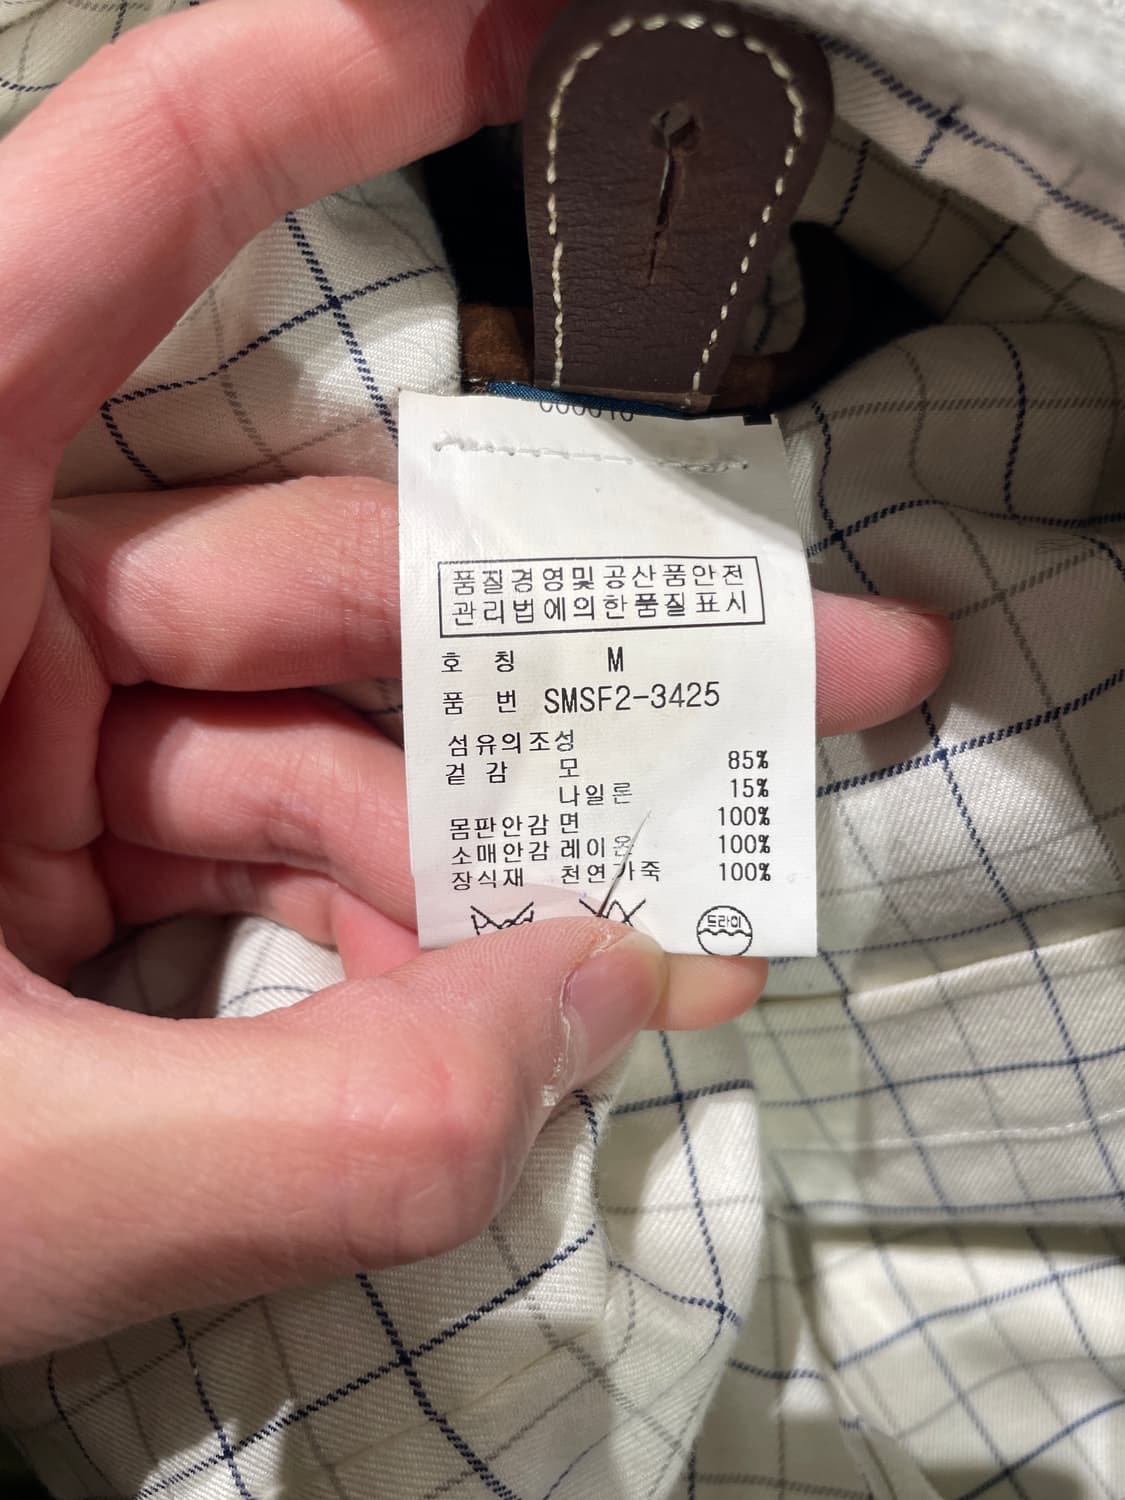 품질경영및공산품안전
관리법에의한품질표시
호 칭 M
품 번 SMSF2-3425
섬유의조성
겉 감 모 85%
나일론 15%
몸판안감 면 100%
소매안감 레이온 100%
장식재 천연가죽 100%
드라이